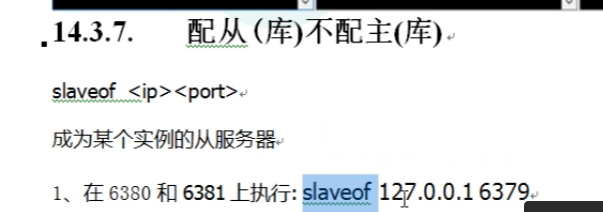 14.3.7. 配从(库)不配主(库)
slaveof <ip><port>
成为某个实例的从服务器
1、在 6380 和 6381 上执行: slaveof 127.0.0.1 6379